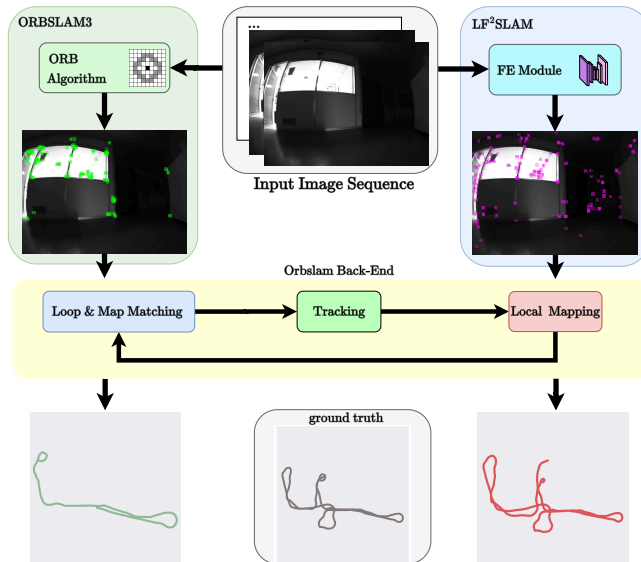 ORBSLAM3
ORB
Algorithm
...
Input Image Sequence
LF²SLAM
FE Module
Orbslam Back-End
Loop & Map Matching
Tracking
Local Mapping
ground truth